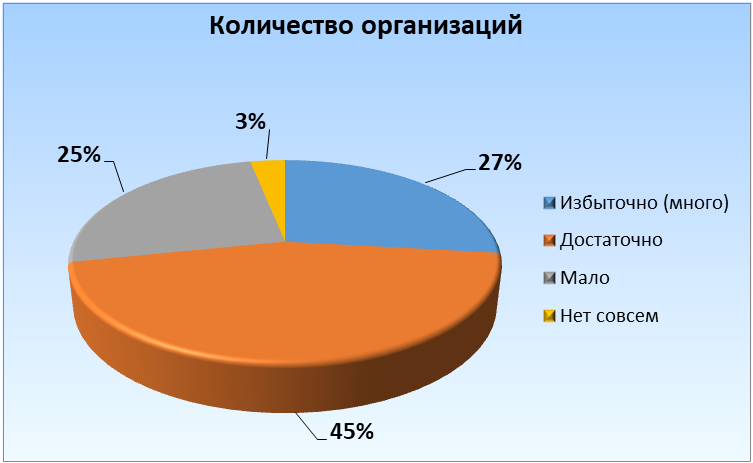 Количество организаций
3%
25%
27%
45%
Избыточно (много)
Достаточно
Мало
Нет совсем